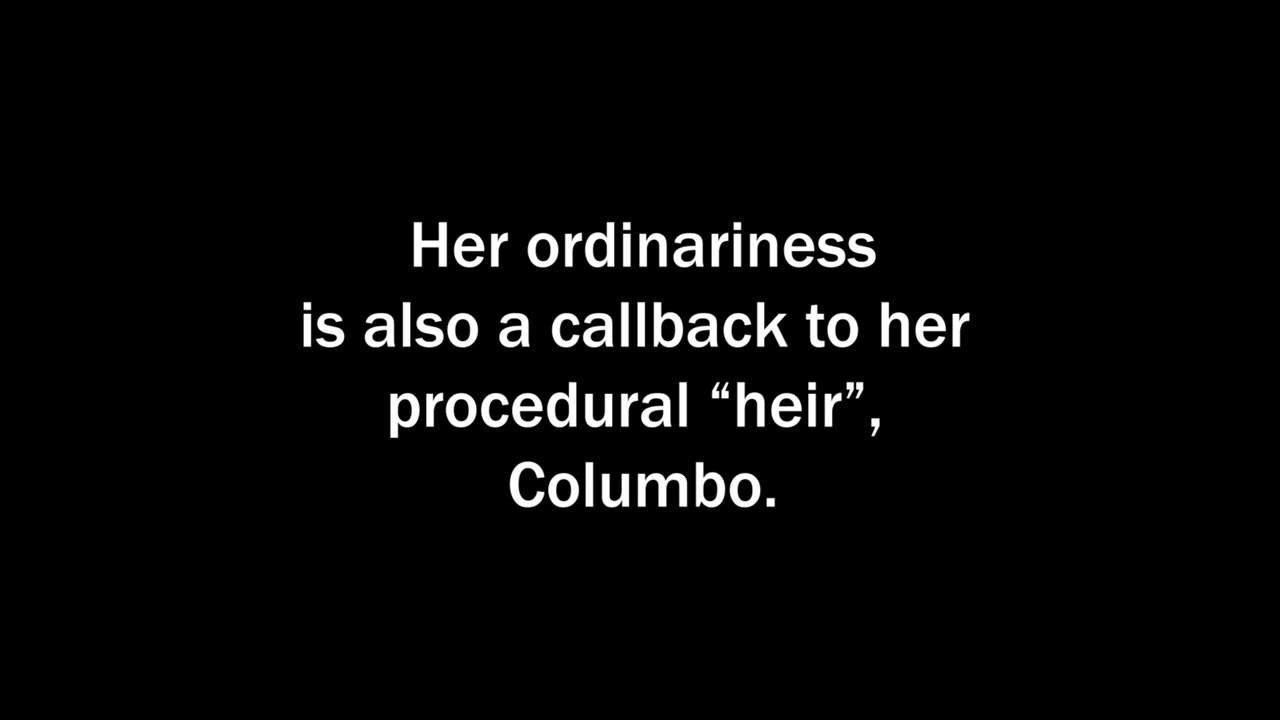 Her ordinariness
is also a callback to her
procedural “heir”,
Columbo.